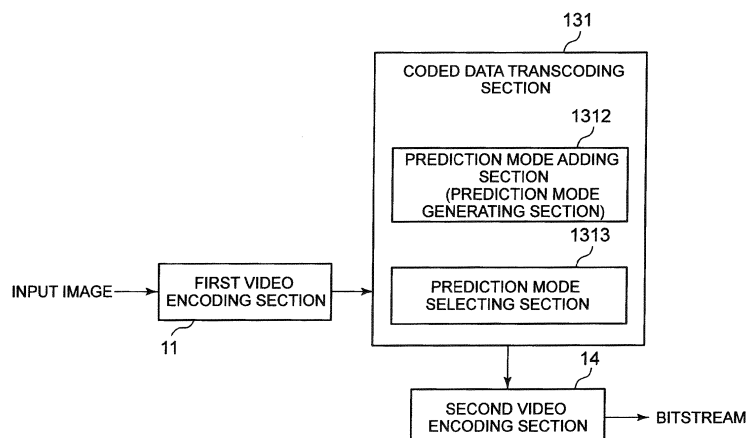 131
CODED DATA TRANSCODING
SECTION
1312
PREDICTION MODE ADDING
SECTION
(PREDICTION MODE
GENERATING SECTION)
1313
PREDICTION MODE
SELECTING SECTION
INPUT IMAGE
FIRST VIDEO
ENCODING SECTION
11
14
SECOND VIDEO
ENCODING SECTION
BITSTREAM